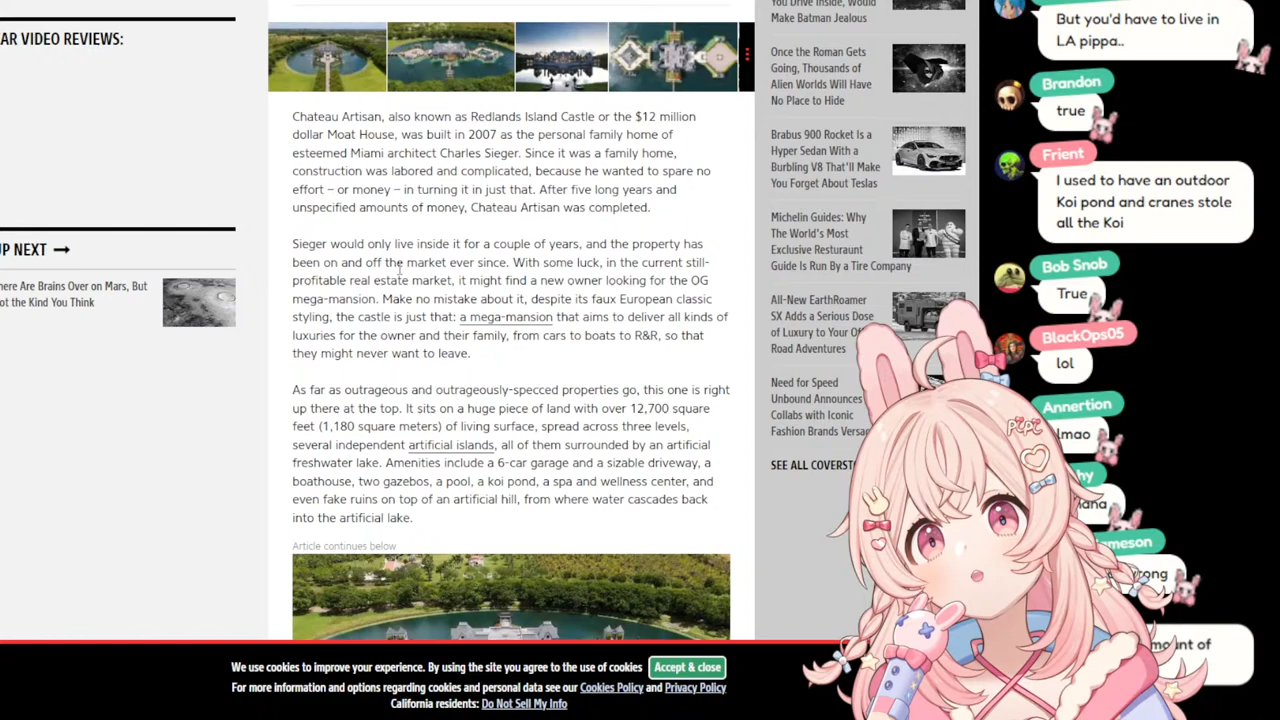 AR VIDEO REVIEWS:
UP NEXT →
here Are Brains Over on Mars, But
ot the Kind You Think
Chateau Artisan, also known as Redlands Island Castle or the $12 million
dollar Moat House, was built in 2007 as the personal family home of
esteemed Miami architect Charles Sieger. Since it was a family home,
construction was labored and complicated, because he wanted to spare no
effort – or money – in turning it in just that. After five long years and
unspecified amounts of money, Chateau Artisan was completed.
Sieger would only live inside it for a couple of years, and the property has
been on and off the market ever since. With some luck, in the current still-
profitable real estate market, it might find a new owner looking for the OG
mega-mansion. Make no mistake about it, despite its faux European classic
styling, the castle is just that: a mega-mansion that aims to deliver all kinds of
luxuries for the owner and their family, from cars to boats to R&R, so that
they might never want to leave.
As far as outrageous and outrageously-specced properties go, this one is right
up there at the top. It sits on a huge piece of land with over 12,700 square
feet (1,180 square meters) of living surface, spread across three levels,
several independent artificial islands, all of them surrounded by an artificial
freshwater lake. Amenities include a 6-car garage and a sizable driveway, a
boathouse, two gazebos, a pool, a koi pond, a spa and wellness center, and
even fake ruins on top of an artificial hill, from where water cascades back
into the artificial lake.
Article continues below
You Drive Inside, Would
Make Batman Jealous
Once the Roman Gets
Going, Thousands of
Alien Worlds Will Have
No Place to Hide
Brabus 900 Rocket Is a
Hyper Sedan With a
Burbling V8 That'll Make
You Forget About Teslas
Michelin Guides: Why
The World's Most
Exclusive Resturaunt
Guide Is Run By a Tire Company
All-New EarthRoamer
SX Adds a Serious Dose
of Luxury to Your Off
Road Adventures
Need for Speed
Unbound Announces
Collabs with Iconic
Fashion Brands Versa
SEE ALL COVERST
But you'd have to live in
LA pippa..
Brandon
true
Frient
I used to have an outdoor
Koi pond and cranes stole
all the Koi
Bob Snob
True
BlackOps05
lol
Annertion
lmao
hy
ana
ameson
rong
mount of
PiPi
We use cookies to improve your experience. By using the site you agree to the use of cookies
Accept & close
For more information and options regarding cookies and personal data see our Cookies Policy and Privacy Policy
California residents: Do Not Sell My Info